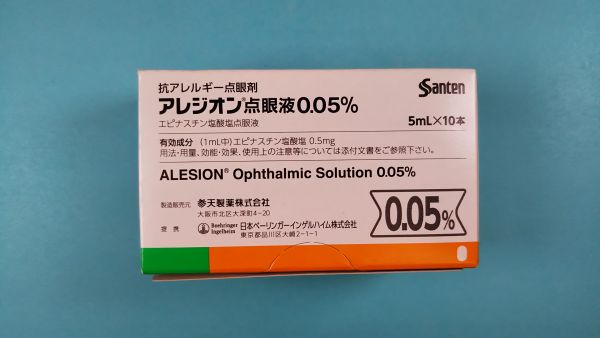 抗アレルギー点眼剤
アレジオン®点眼液0.05%
エピナスチン塩酸塩点眼液
Santen
5mL×10本
有効成分 (1mL中)エピナスチン塩酸塩 0.5mg
用法・用量、効能・効果、使用上の注意等については添付文書をご参照下さい。
ALESION® Ophthalmic Solution 0.05%
製造販売元 参天製薬株式会社
大阪市北区大深町4-20
提携 Boehringer Ingelheim 日本ベーリンガーインゲルハイム株式会社
東京都品川区大崎2-1-1
0.05%